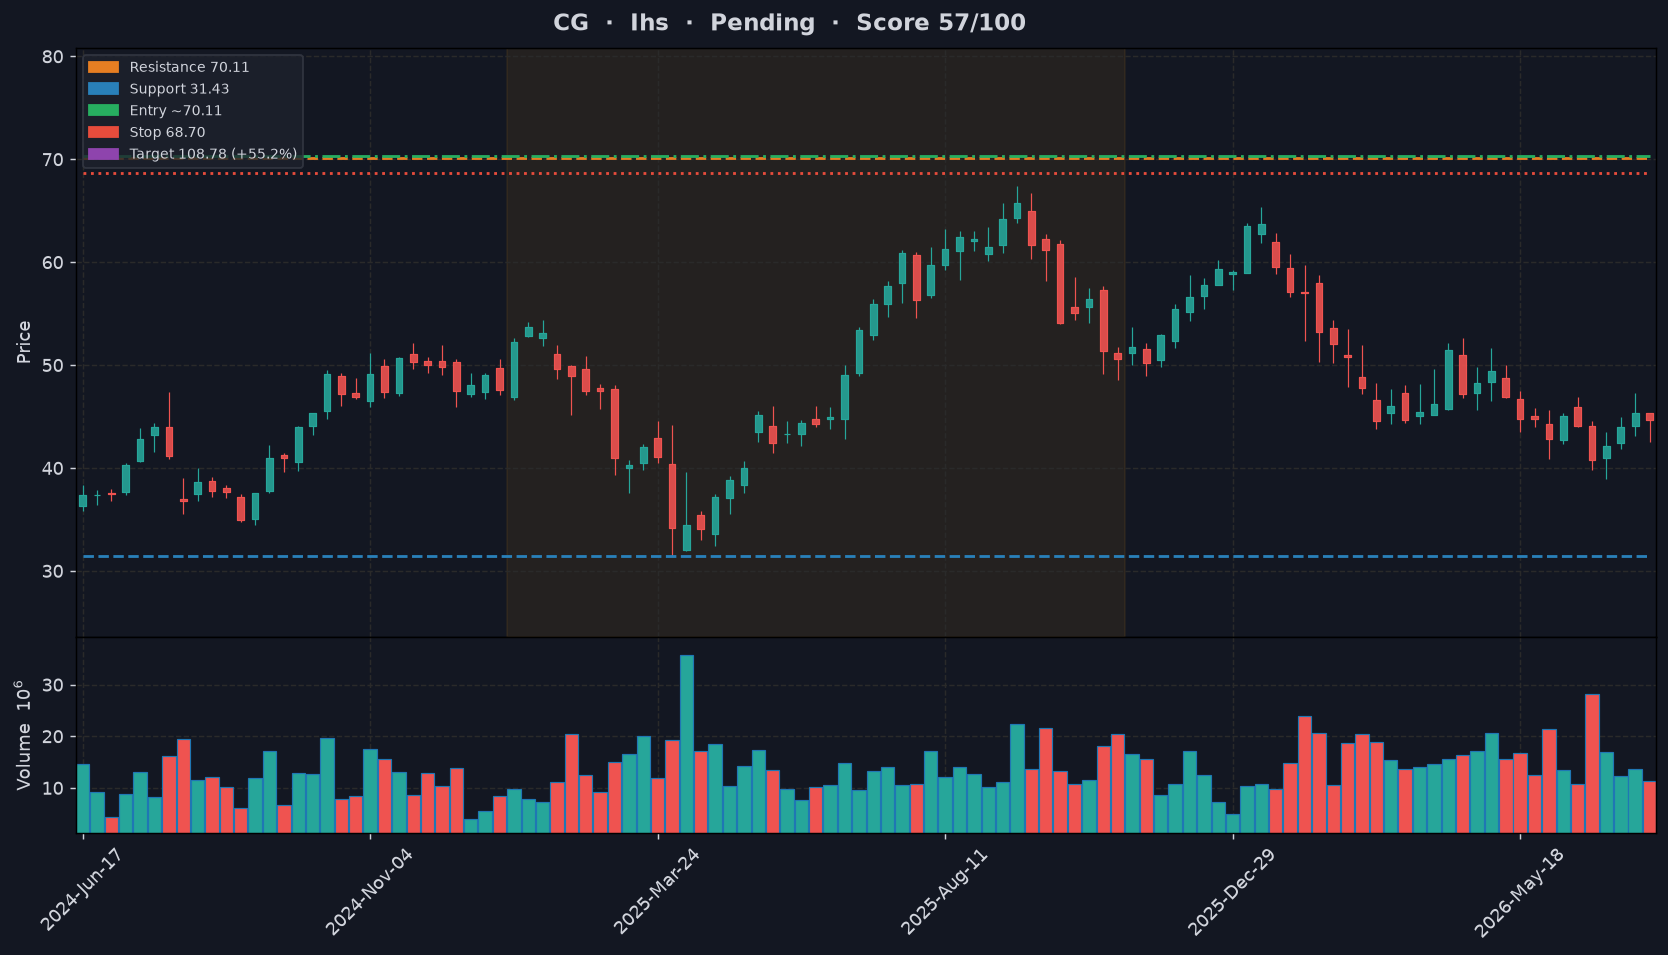 CG · Ihs · Pending · Score 57/100
Resistance 70.11
Support 31.43
Entry ~70.11
Stop 68.70
Target 108.78 (+55.2%)
80
70
60
50
40
30
Price
30
20
10
Volume 10⁶
2024-Jun-17
2024-Nov-04
2025-Mar-24
2025-Aug-11
2025-Dec-29
2026-May-18